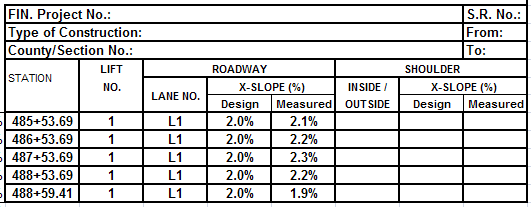 FIN. Project No.: S.R. No.:
Type of Construction: From:
County/Section No.: To:
STATION LIFT NO. ROADWAY SHOULDER
LANE NO. X-SLOPE (%) INSIDE / OUTSIDE X-SLOPE (%)
Design Measured Design Measured
485+53.69 1 L1 2.0% 2.1%
486+53.69 1 L1 2.0% 2.2%
487+53.69 1 L1 2.0% 2.3%
488+53.69 1 L1 2.0% 2.2%
488+59.41 1 L1 2.0% 1.9%